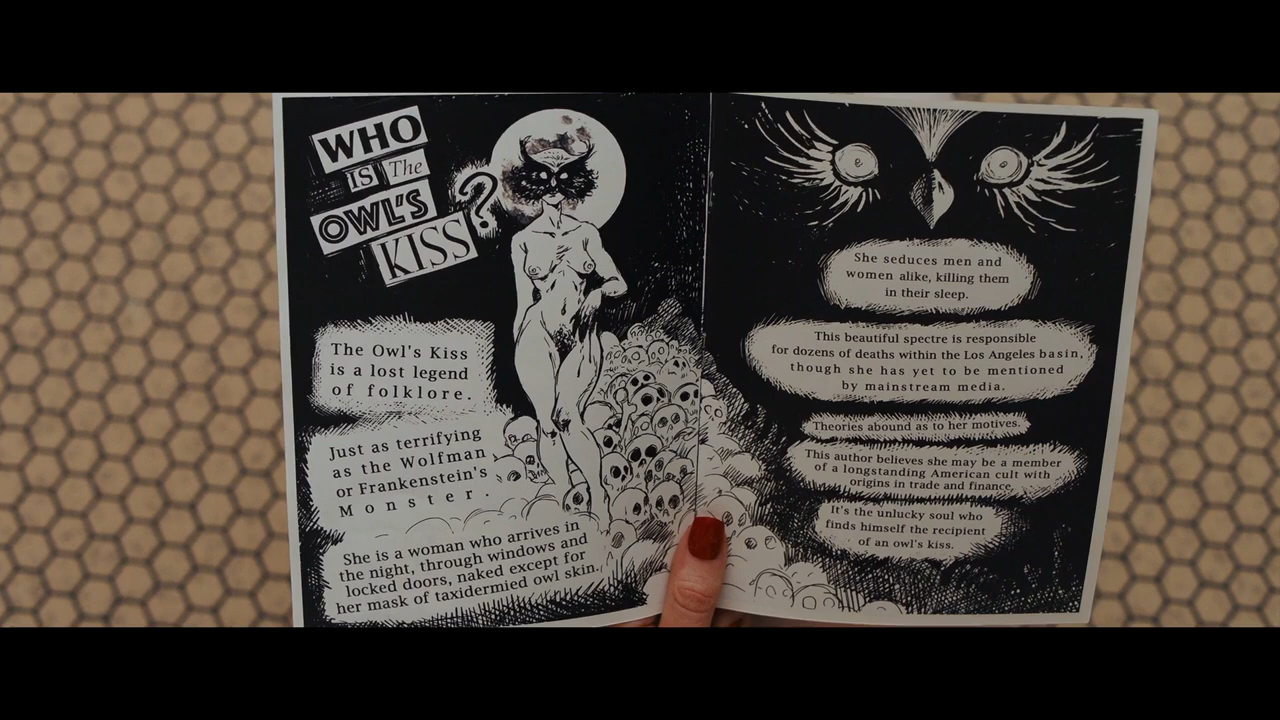 WHO
IS The
OWL'S
KISS?
The Owl's Kiss
is a lost legend
of folklore.
Just as terrifying
as the Wolfman
or Frankenstein's
Monster.
She is a woman who arrives in
the night, through windows and
locked doors, naked except for
her mask of taxidermied owl skin.
She seduces men and
women alike, killing them
in their sleep.
This beautiful spectre is responsible
for dozens of deaths within the Los Angeles basin,
though she has yet to be mentioned
by mainstream media.
Theories abound as to her motives.
This author believes she may be a member
of a longstanding American cult with
origins in trade and finance.
It's the unlucky soul who
finds himself the recipient
of an owl's kiss.